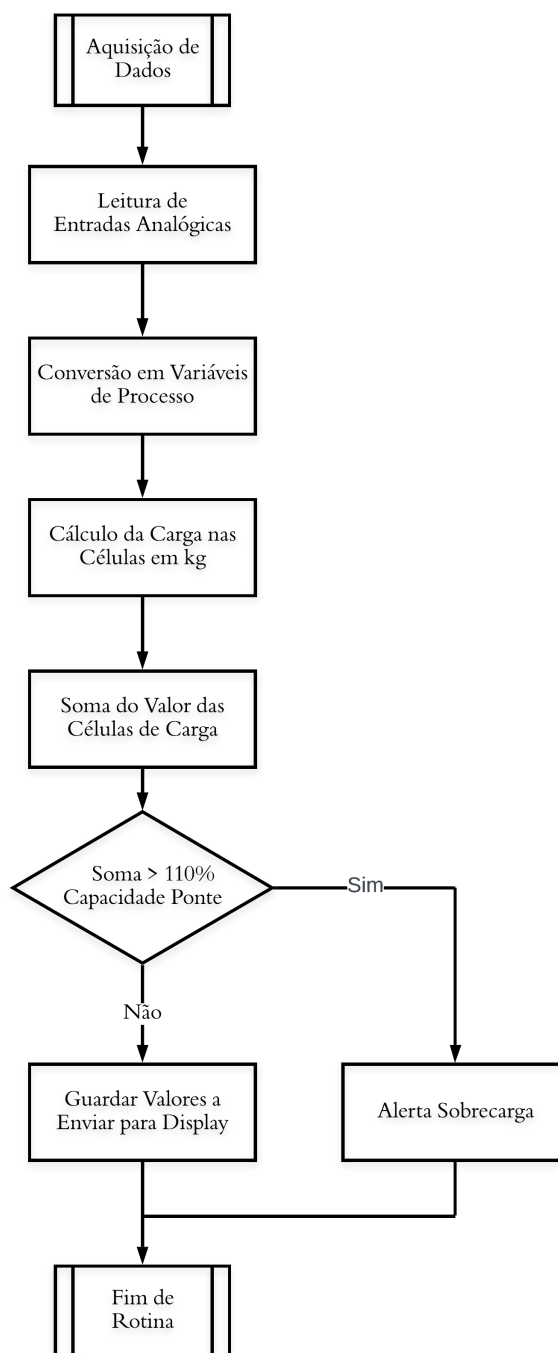 Aquisição de
Dados
Leitura de
Entradas Analógicas
Conversão em Variáveis
de Processo
Cálculo da Carga nas
Células em kg
Soma do Valor das
Células de Carga
Soma > 110%
Capacidade Ponte
Sim
Não
Guardar Valores a
Enviar para Display
Alerta Sobrecarga
Fim de
Rotina